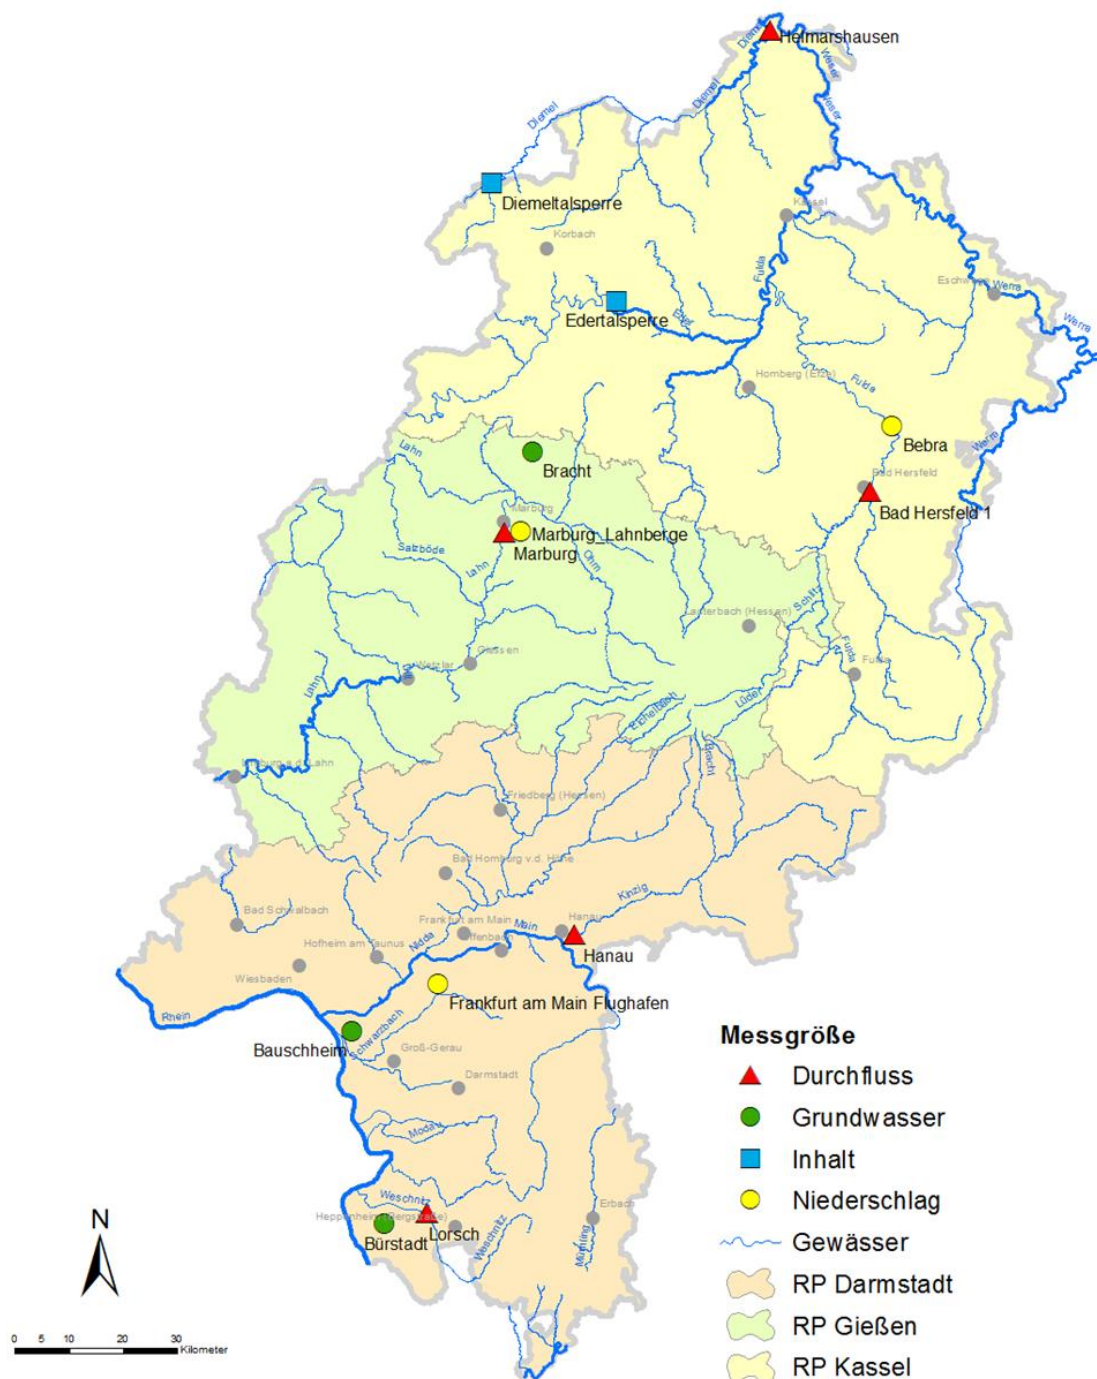 Diemel
Helmarshausen
Weser
Weser
Diemel
Diemel
Diemeltalsperre
Kassel
Korbach
Fulda
Eschwege
Werra
Werra
Edertalsperre
Eder
Homberg (Efze)
Fulda
Bebra
Werra
Lahn
Bracht
Bad Hersfeld
Bad Hersfeld 1
Marburg
Marburg_Lahnberge
Marburg
Salzböde
Lahn
Ohm
Schlitz
Lauterbach (Hessen)
Giessen
Wetzlar
Fulda
Fulda
Lahn
Eichelbach
Lüder
Bracht
Limburg a.d. Lahn
Friedberg (Hessen)
Bad Homburg v.d. Höhe
Kinzig
Bad Schwalbach
Frankfurt am Main
Main
Hanau
Offenbach
Hofheim am Taunus
Nidda
Hanau
Wiesbaden
Frankfurt am Main Flughafen
Rhein
Bauschheim
Schwarzbach
Groß-Gerau
Darmstadt
Modau
Weschnitz
Heppenheim (Bergstraße)
Lorsch
Bürstadt
Weschnitz
Erbach
Mümling
Messgröße
Durchfluss
Grundwasser
Inhalt
Niederschlag
Gewässer
RP Darmstadt
RP Gießen
RP Kassel
N
0 5 10 20 30
Kilometer